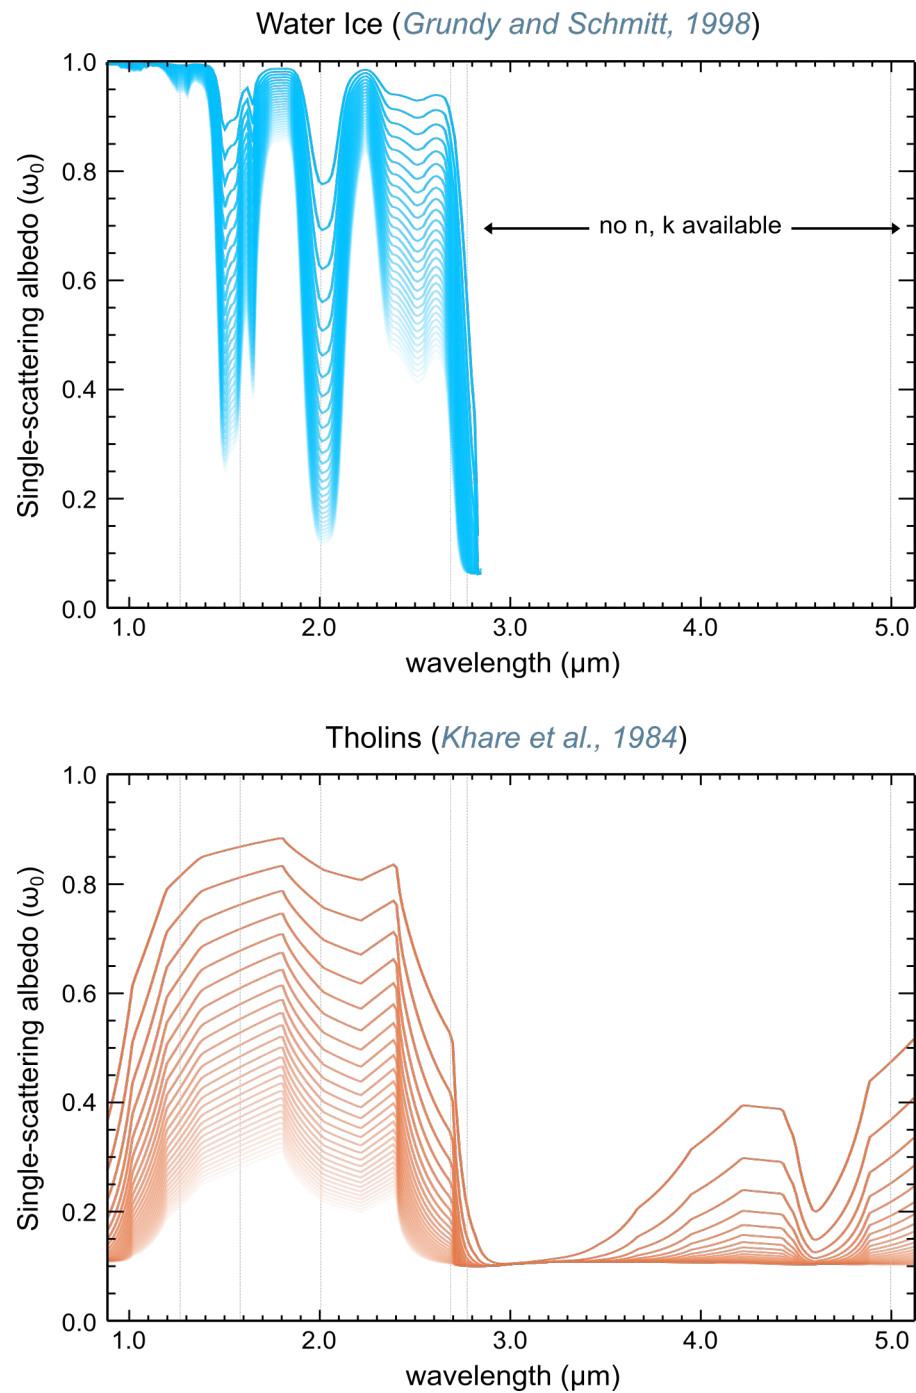 Water Ice (Grundy and Schmitt, 1998)
1.0
0.8
0.6
0.4
0.2
0.0
Single-scattering albedo (ω₀)
no n, k available
1.0 2.0 3.0 4.0 5.0
wavelength (μm)
Tholins (Khare et al., 1984)
1.0
0.8
0.6
0.4
0.2
0.0
Single-scattering albedo (ω₀)
1.0 2.0 3.0 4.0 5.0
wavelength (μm)